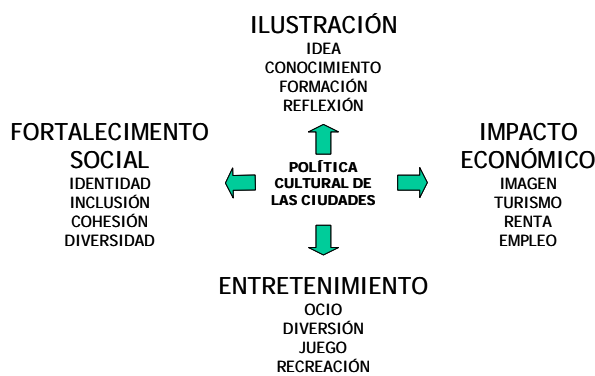 ILUSTRACIÓN
IDEA
CONOCIMIENTO
FORMACIÓN
REFLEXIÓN
FORTALECIMENTO
SOCIAL
IDENTIDAD
INCLUSIÓN
COHESIÓN
DIVERSIDAD
POLÍTICA
CULTURAL DE
LAS CIUDADES
IMPACTO
ECONÓMICO
IMAGEN
TURISMO
RENTA
EMPLEO
ENTRETENIMIENTO
OCIO
DIVERSIÓN
JUEGO
RECREACIÓN